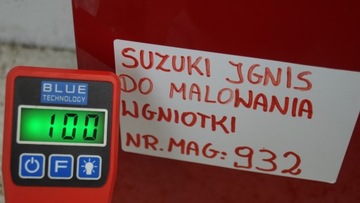 BLUE
TECHNOLOGY
100
F
SUZUKI JGNIS
DO MALOWANIA
WGNIOTKI
NR. MAG: 932